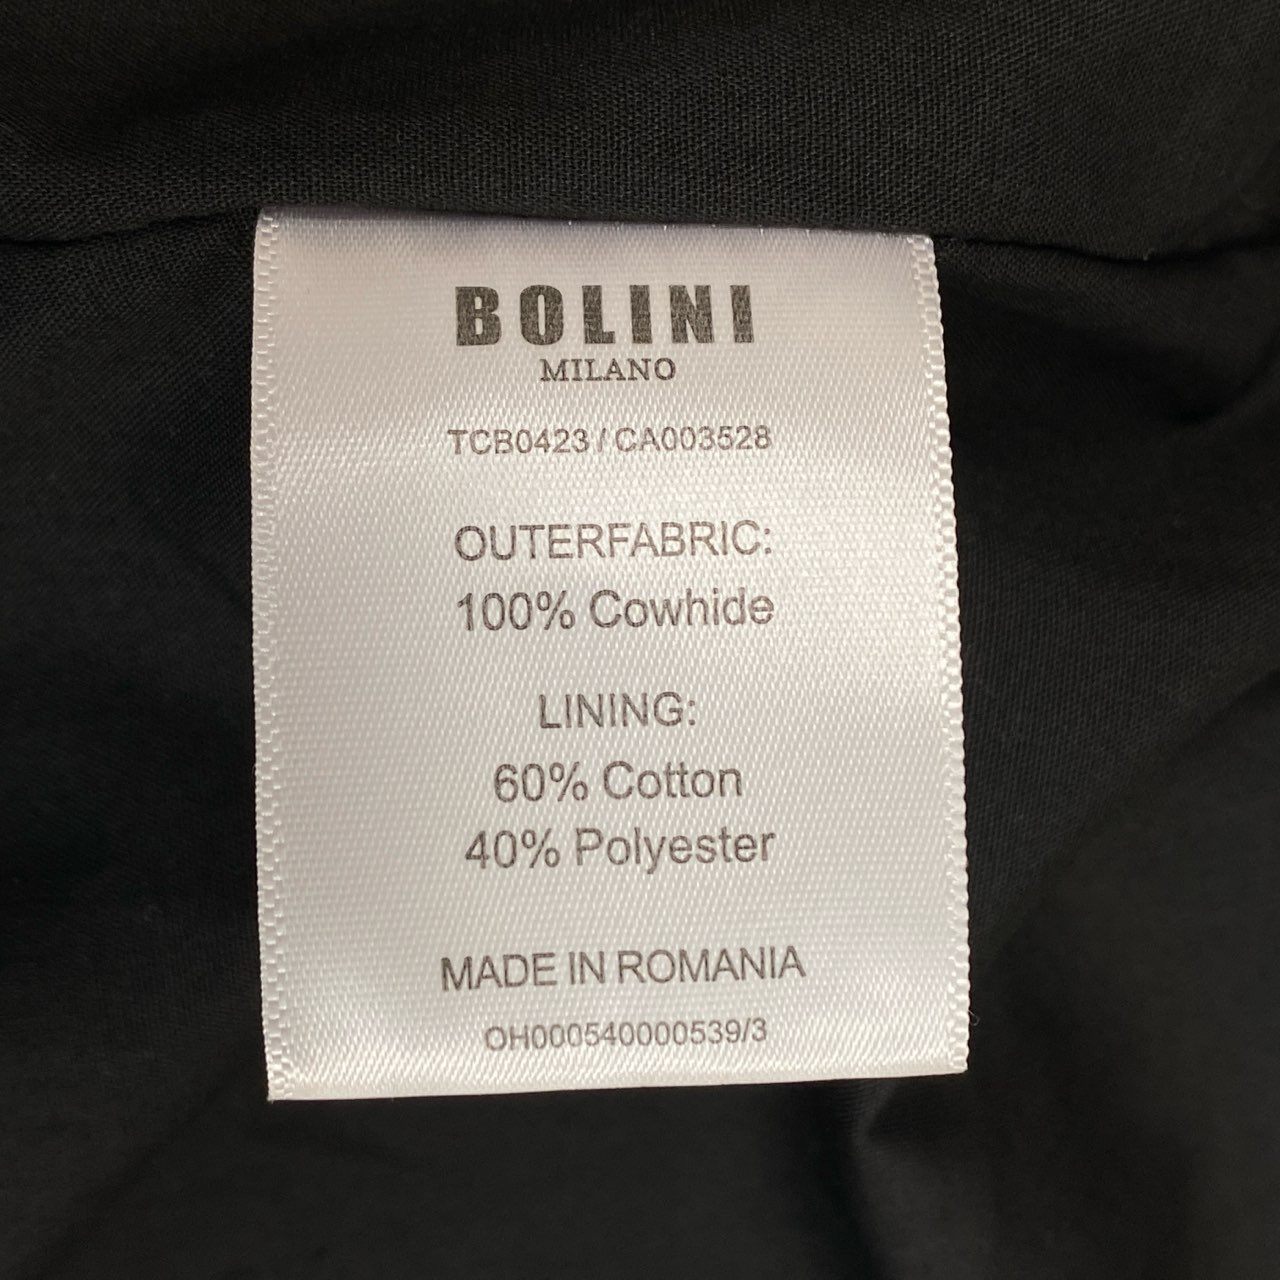 BOLINI
MILANO
TCB0423 / CA003528
OUTERFABRIC:
100% Cowhide
LINING:
60% Cotton
40% Polyester
MADE IN ROMANIA
OH000540000539/3